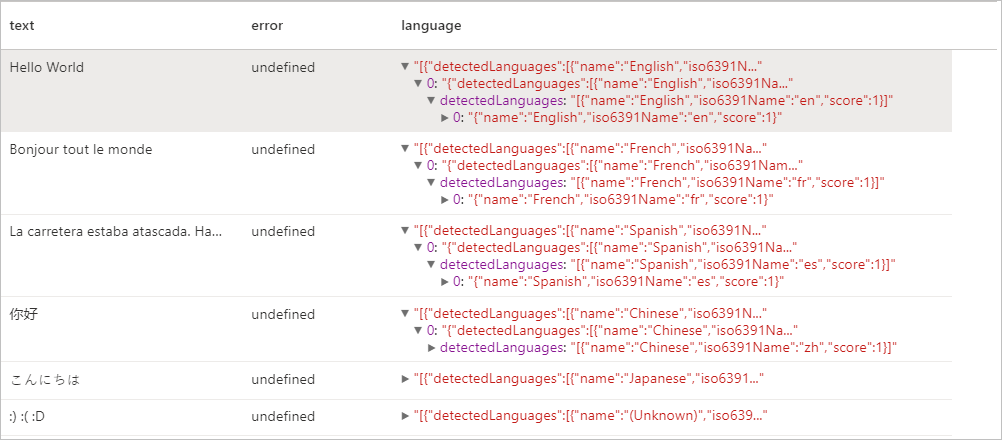 text error language
Hello World undefined ▼ "[{"detectedLanguages":[{"name":"English","iso6391N..."
▼ 0: "{"detectedLanguages":[{"name":"English","iso6391Na..."
▼ detectedLanguages: "[{"name":"English","iso6391Name":"en","score":1}]"
▶ 0: "{"name":"English","iso6391Name":"en","score":1}"
Bonjour tout le monde undefined ▼ "[{"detectedLanguages":[{"name":"French","iso6391Na..."
▼ 0: "{"detectedLanguages":[{"name":"French","iso6391Nam..."
▼ detectedLanguages: "[{"name":"French","iso6391Name":"fr","score":1}]"
▶ 0: "{"name":"French","iso6391Name":"fr","score":1}"
La carretera estaba atascada. Ha... undefined ▼ "[{"detectedLanguages":[{"name":"Spanish","iso6391N..."
▼ 0: "{"detectedLanguages":[{"name":"Spanish","iso6391Na..."
▼ detectedLanguages: "[{"name":"Spanish","iso6391Name":"es","score":1}]"
▶ 0: "{"name":"Spanish","iso6391Name":"es","score":1}"
你好 undefined ▼ "[{"detectedLanguages":[{"name":"Chinese","iso6391N..."
▼ 0: "{"detectedLanguages":[{"name":"Chinese","iso6391Na..."
▶ detectedLanguages: "[{"name":"Chinese","iso6391Name":"zh","score":1}]"
こんにちは undefined ▶ "[{"detectedLanguages":[{"name":"Japanese","iso6391..."
:) :( :D undefined ▶ "[{"detectedLanguages":[{"name":"(Unknown)","iso639..."